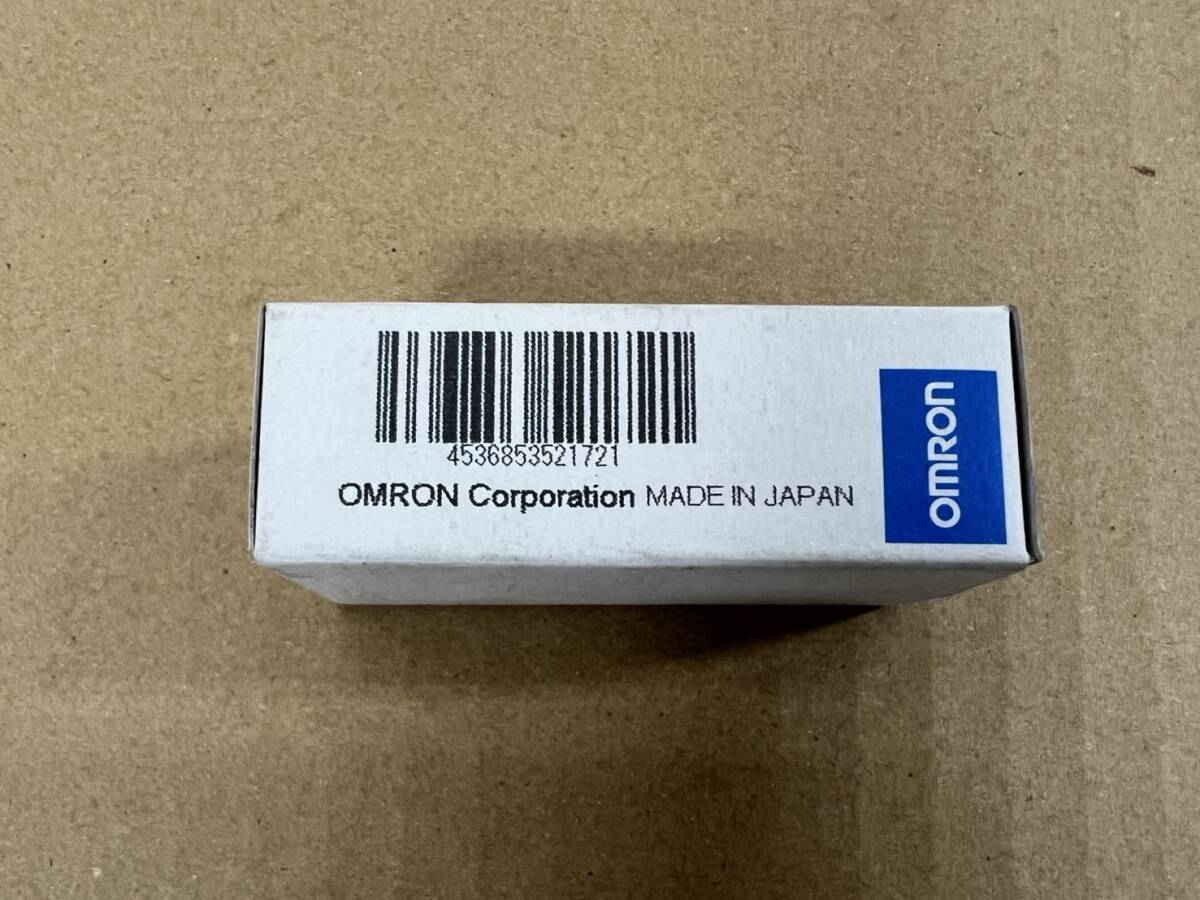 4536853521721
OMRON Corporation MADE IN JAPAN
OMRON